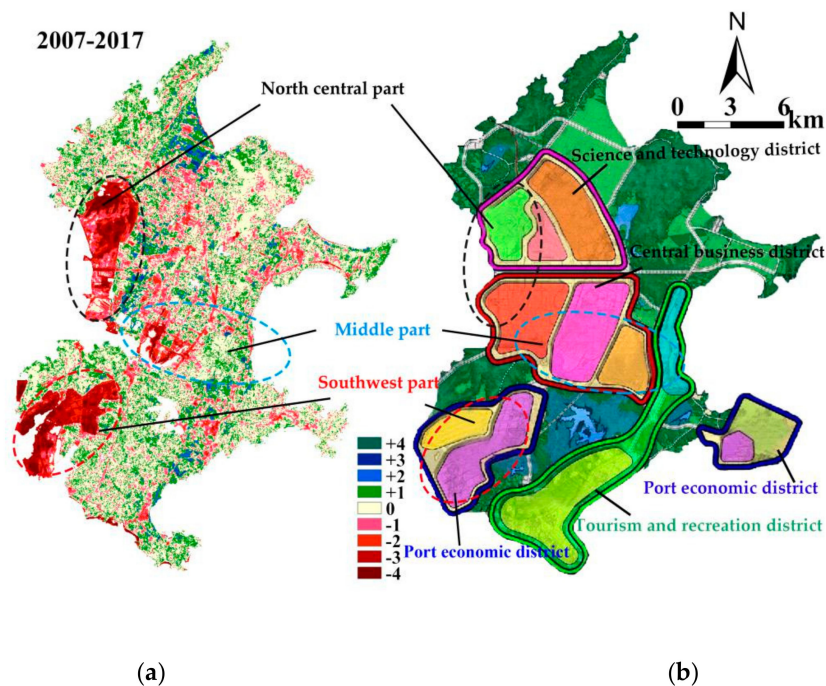 2007-2017
N
0 3 6
km
North central part
Science and technology district
Central business district
Middle part
Southwest part
+4
+3
+2
+1
0
-1
-2
-3
-4
Port economic district
Tourism and recreation district
Port economic district
(a)
(b)